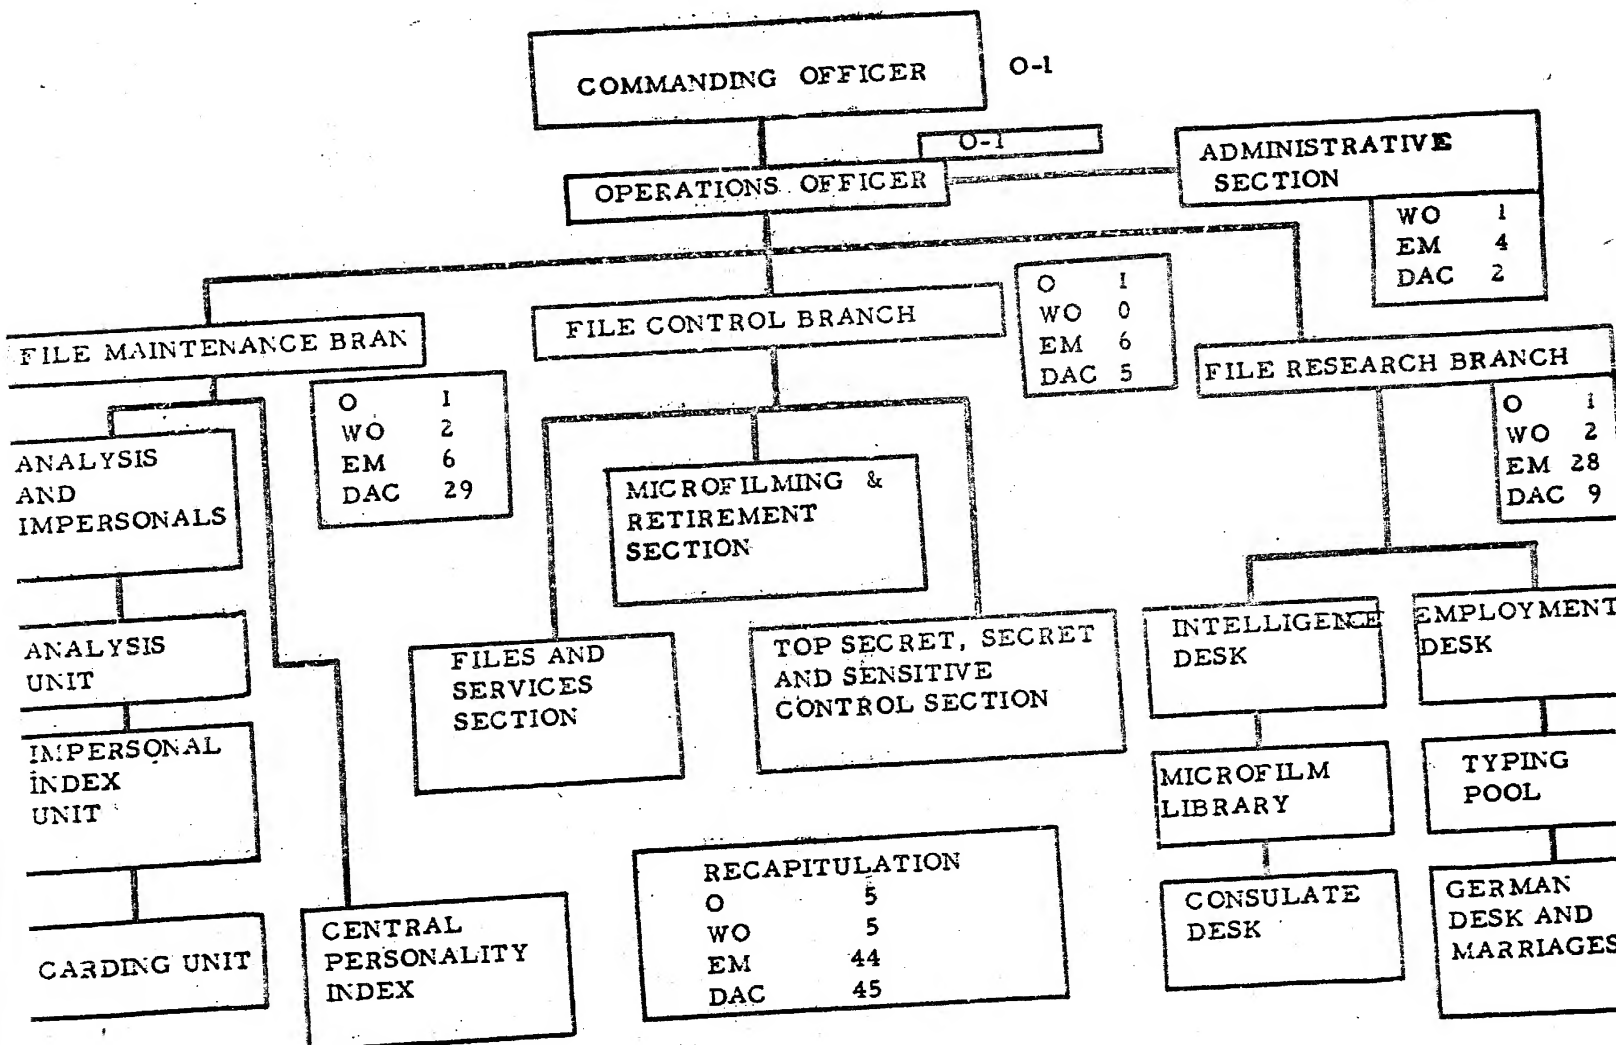 COMMANDING OFFICER
O-1
O-1
OPERATIONS OFFICER
ADMINISTRATIVE
SECTION
WO 1
EM 4
DAC 2
FILE MAINTENANCE BRAN
O 1
WO 2
EM 6
DAC 29
FILE CONTROL BRANCH
O 1
WO 0
EM 6
DAC 5
FILE RESEARCH BRANCH
O 1
WO 2
EM 28
DAC 9
ANALYSIS
AND
IMPERSONALS
ANALYSIS
UNIT
IMPERSONAL
INDEX
UNIT
CARDING UNIT
CENTRAL
PERSONALITY
INDEX
MICROFILMING &
RETIREMENT
SECTION
FILES AND
SERVICES
SECTION
TOP SECRET, SECRET
AND SENSITIVE
CONTROL SECTION
INTELLIGENCE
DESK
MICROFILM
LIBRARY
CONSULATE
DESK
EMPLOYMENT
DESK
TYPING
POOL
GERMAN
DESK AND
MARRIAGES
RECAPITULATION
O 5
WO 5
EM 44
DAC 45